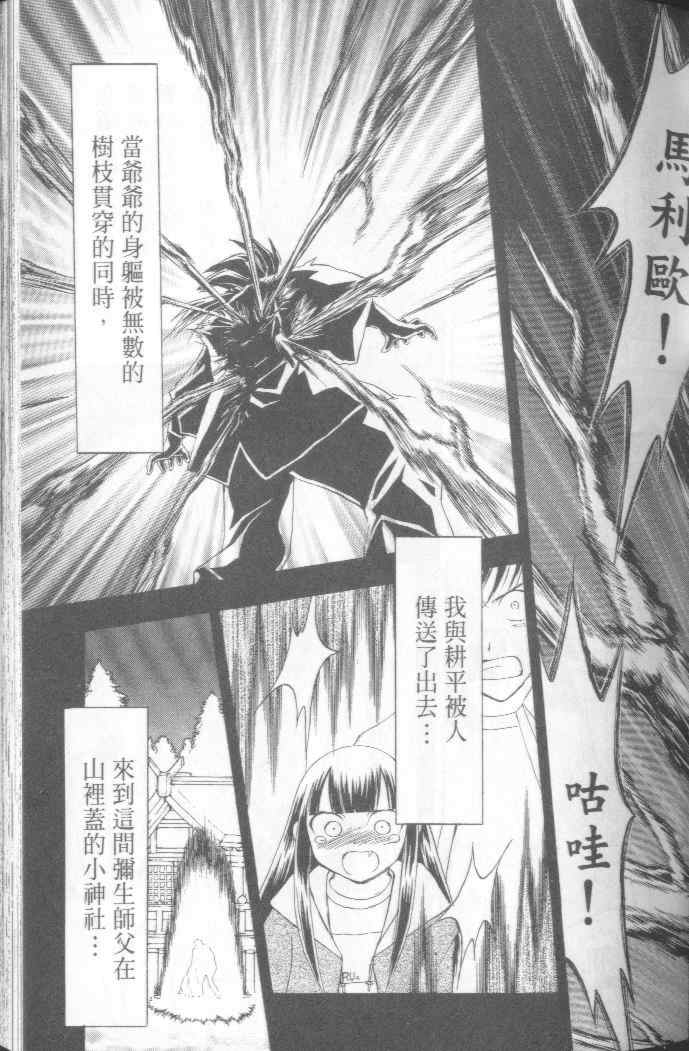 馬利歐！
咕哇！
當爺爺的身軀被無數的
樹枝貫穿的同時，
我與耕平被人
傳送了出去…
來到這間彌生師父在
山裡蓋的小神社…